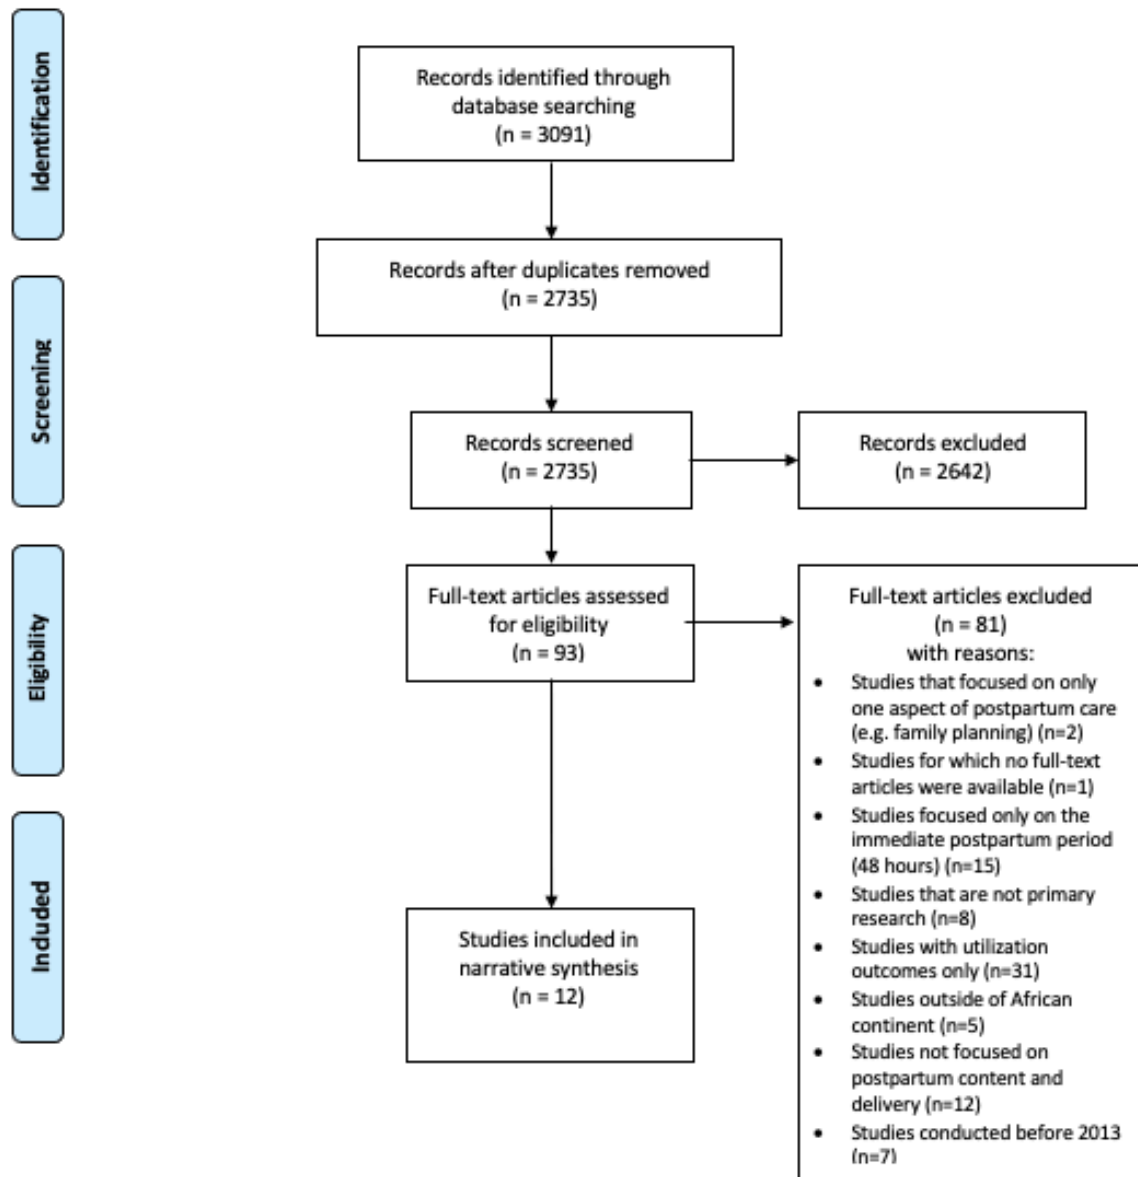 Identification
Records identified through
database searching
(n = 3091)
Records after duplicates removed
(n = 2735)
Screening
Records screened
(n = 2735)
Records excluded
(n = 2642)
Eligibility
Full-text articles assessed
for eligibility
(n = 93)
Full-text articles excluded
(n = 81)
with reasons:
• Studies that focused on only
one aspect of postpartum care
(e.g. family planning) (n=2)
• Studies for which no full-text
articles were available (n=1)
• Studies focused only on the
immediate postpartum period
(48 hours) (n=15)
• Studies that are not primary
research (n=8)
• Studies with utilization
outcomes only (n=31)
• Studies outside of African
continent (n=5)
• Studies not focused on
postpartum content and
delivery (n=12)
• Studies conducted before 2013
(n=7)
Included
Studies included in
narrative synthesis
(n = 12)